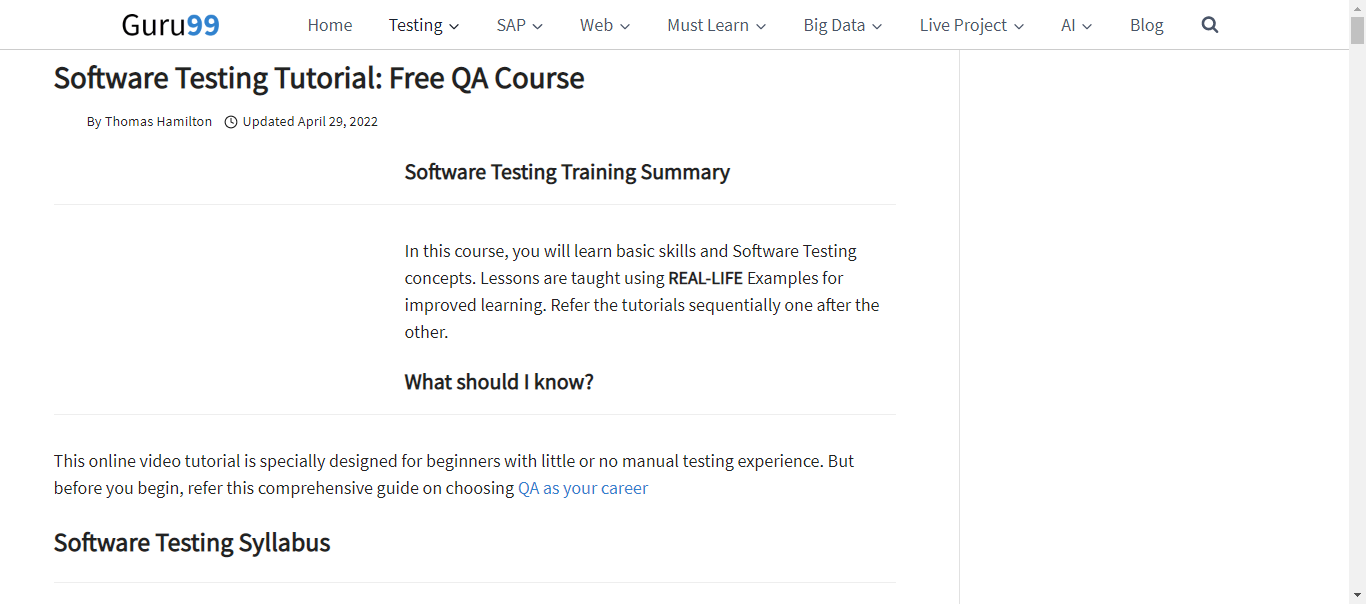 Guru99 Home Testing SAP Web Must Learn Big Data Live Project AI Blog
Software Testing Tutorial: Free QA Course
By Thomas Hamilton Updated April 29, 2022
Software Testing Training Summary
In this course, you will learn basic skills and Software Testing
concepts. Lessons are taught using REAL-LIFE Examples for
improved learning. Refer the tutorials sequentially one after the
other.
What should I know?
This online video tutorial is specially designed for beginners with little or no manual testing experience. But
before you begin, refer this comprehensive guide on choosing QA as your career
Software Testing Syllabus